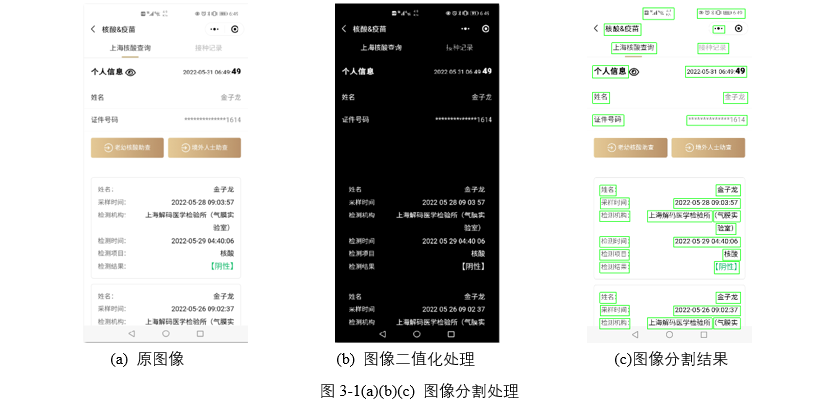 6:45
核酸&疫苗
上海核酸查询 接种记录
个人信息 2022-05-31 06:49:49
姓名 金子龙
证件号码 **************1614
老幼核酸助查 境外人士助查
姓名: 金子龙
采样时间: 2022-05-28 09:03:57
检测机构: 上海解码医学检验所（气膜实
验室）
检测时间: 2022-05-29 04:40:06
检测项目: 核酸
检测结果: 【阴性】
姓名: 金子龙
采样时间: 2022-05-26 09:02:37
检测机构: 上海解码医学检验所（气膜实
(a) 原图像
6:45
核酸&疫苗
上海核酸查询 接种记录
个人信息 2022-05-31 06 49 49
姓名 金子龙
证件号码 **************1614
姓名 金子龙
采样时间 2022 05-28 09 03 57
检测机构 上海解码医学检验所（气膜实
验室）
检测时间 2022-05-29 04 40 06
检测项目 核酸
检测结果 【阴性】
姓名 金子龙
采样时间 2022 05 26 09 02 37
检测机构 上海解码医学检验所（气膜实
(b) 图像二值化处理
6:45
核酸&疫苗
上海核酸查询 接种记录
个人信息 2022-05-31 06:49:49
姓名 金子龙
证件号码 **************1614
老幼核酸助查 境外人士助查
姓名: 金子龙
采样时间: 2022-05-28 09:03:57
检测机构: 上海解码医学检验所（气膜实
验室）
检测时间: 2022-05-29 04:40:06
检测项目: 核酸
检测结果: 【阴性】
姓名: 金子龙
采样时间: 2022-05-26 09:02:37
检测机构: 上海解码医学检验所（气膜实
(c)图像分割结果
图 3-1(a)(b)(c) 图像分割处理